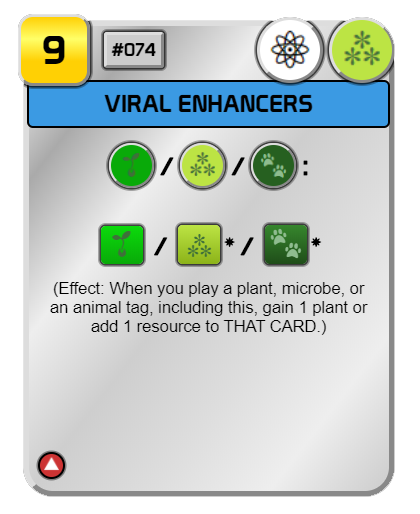 9
#074
VIRAL ENHANCERS
/ / :
/ * / *
(Effect: When you play a plant, microbe, or
an animal tag, including this, gain 1 plant or
add 1 resource to THAT CARD.)